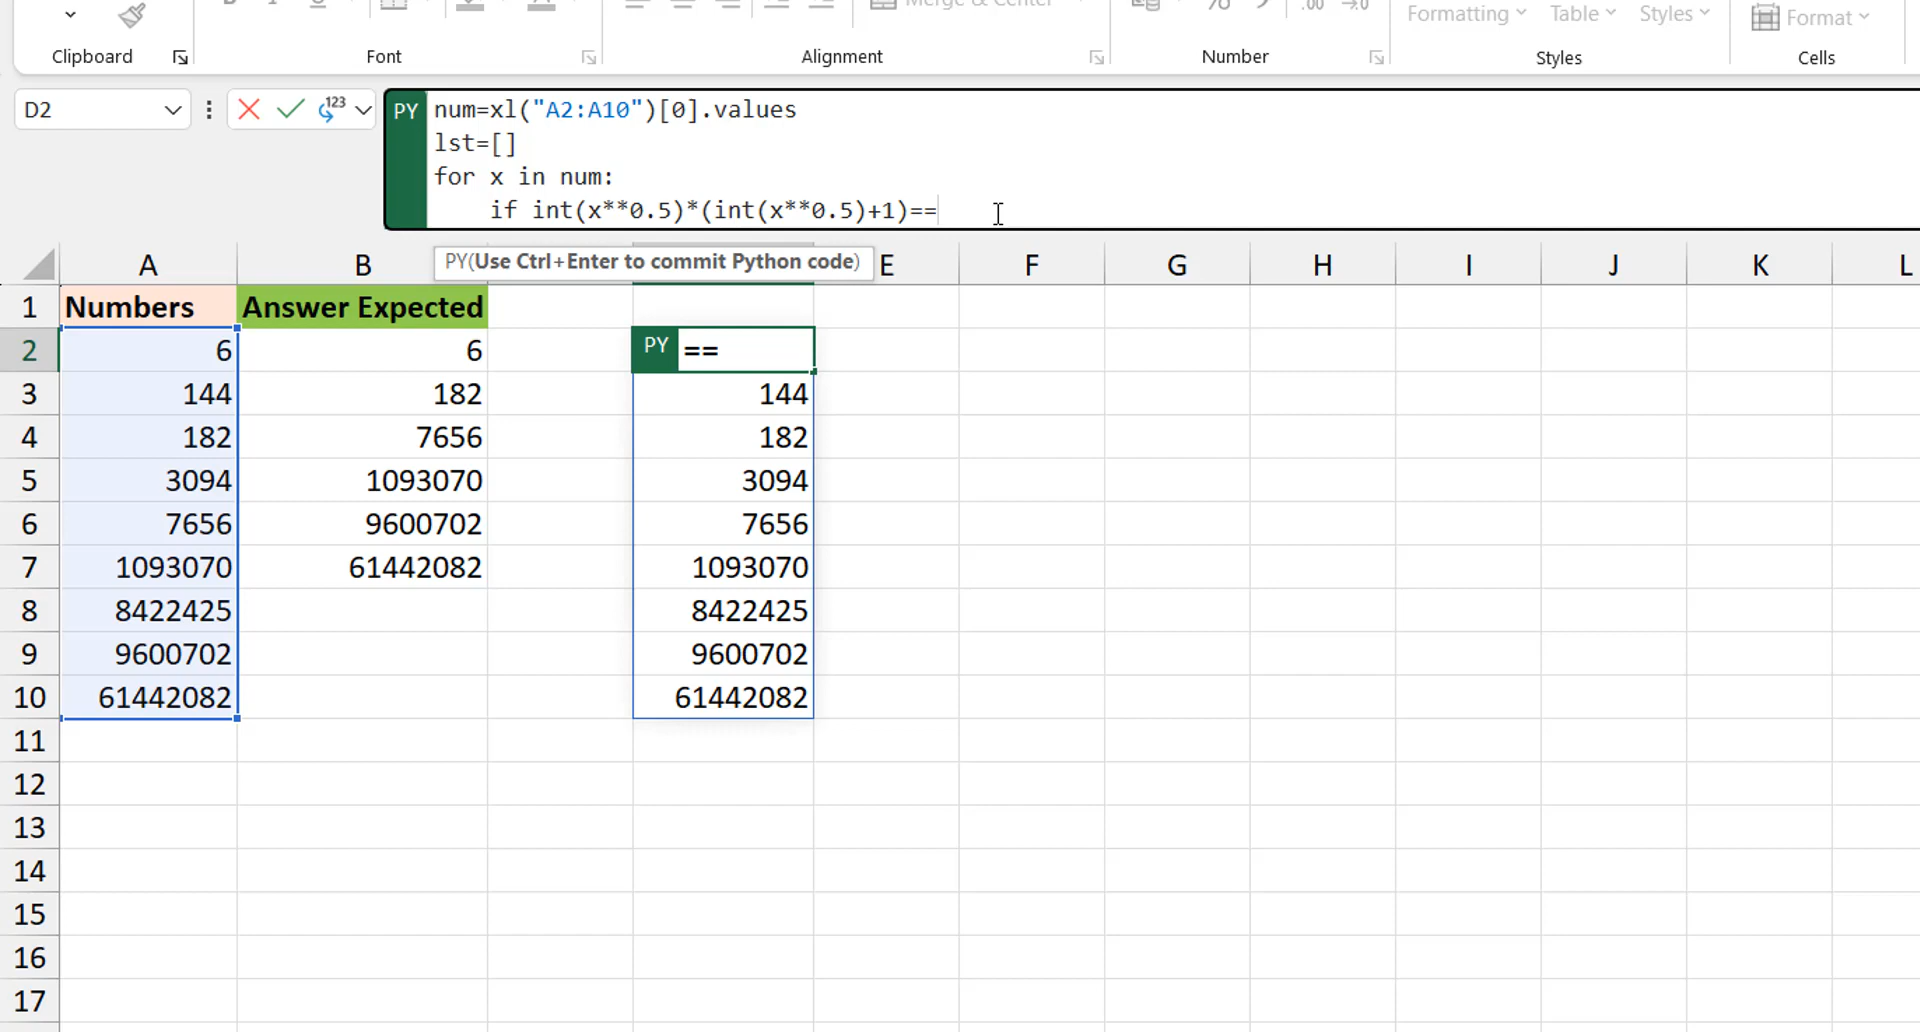 Merge & Center
Formatting
Table
Styles
Format
Clipboard
Font
Alignment
Number
Styles
Cells
D2
123
PY
num=xl("A2:A10")[0].values
lst=[]
for x in num:
if int(x**0.5)*(int(x**0.5)+1)==
PY(Use Ctrl+Enter to commit Python code)
A B E F G H I J K L
1 Numbers Answer Expected
2 6 6 PY ==
3 144 182 144
4 182 7656 182
5 3094 1093070 3094
6 7656 9600702 7656
7 1093070 61442082 1093070
8 8422425 8422425
9 9600702 9600702
10 61442082 61442082
11
12
13
14
15
16
17